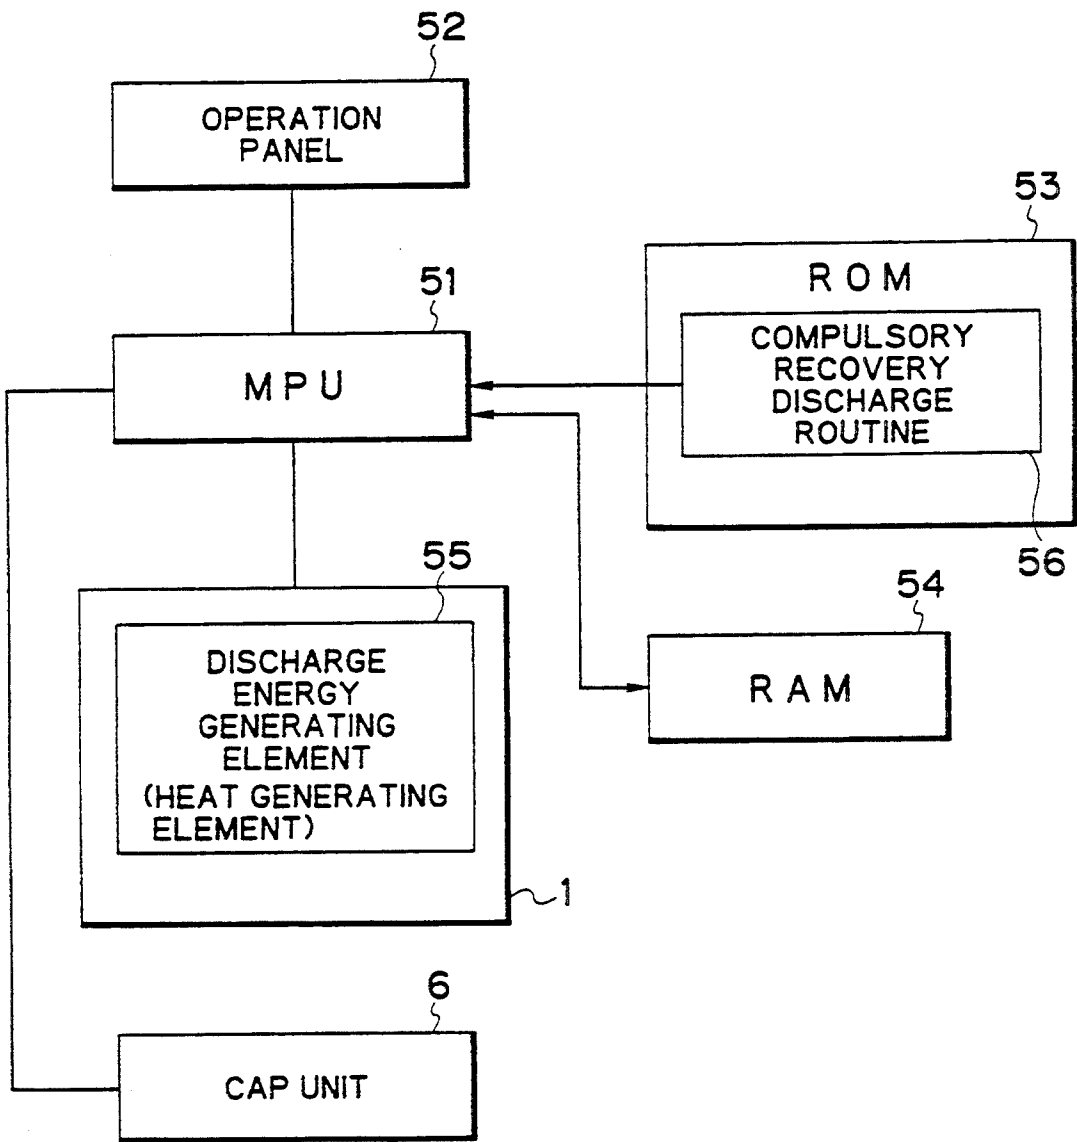 52
OPERATION
PANEL
53
ROM
51
MPU
COMPULSORY
RECOVERY
DISCHARGE
ROUTINE
56
55
DISCHARGE
ENERGY
GENERATING
ELEMENT
(HEAT GENERATING
ELEMENT)
54
RAM
1
6
CAP UNIT